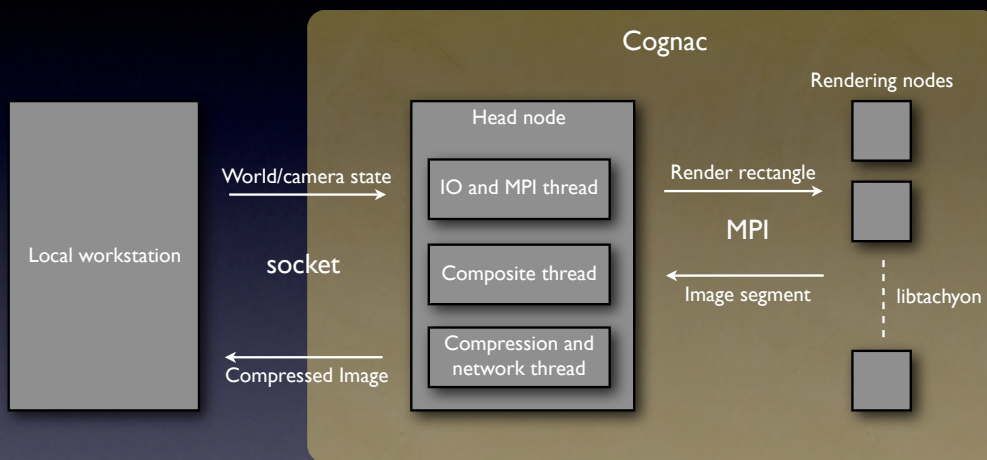 Cognac
Rendering nodes
Head node
World/camera state
IO and MPI thread
Render rectangle
Local workstation
socket
Composite thread
MPI
Image segment
libtachyon
Compression and
network thread
Compressed Image